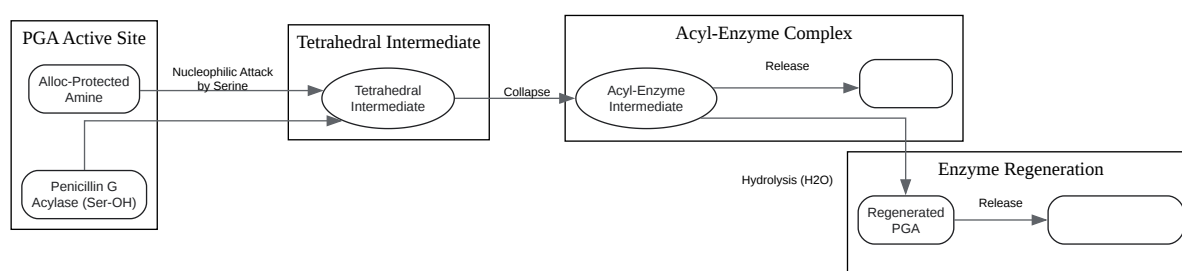 PGA Active Site
Alloc-Protected
Amine
Penicillin G
Acylase (Ser-OH)
Nucleophilic Attack
by Serine
Tetrahedral Intermediate
Tetrahedral
Intermediate
Collapse
Acyl-Enzyme Complex
Acyl-Enzyme
Intermediate
Release
Hydrolysis (H2O)
Enzyme Regeneration
Regenerated
PGA
Release